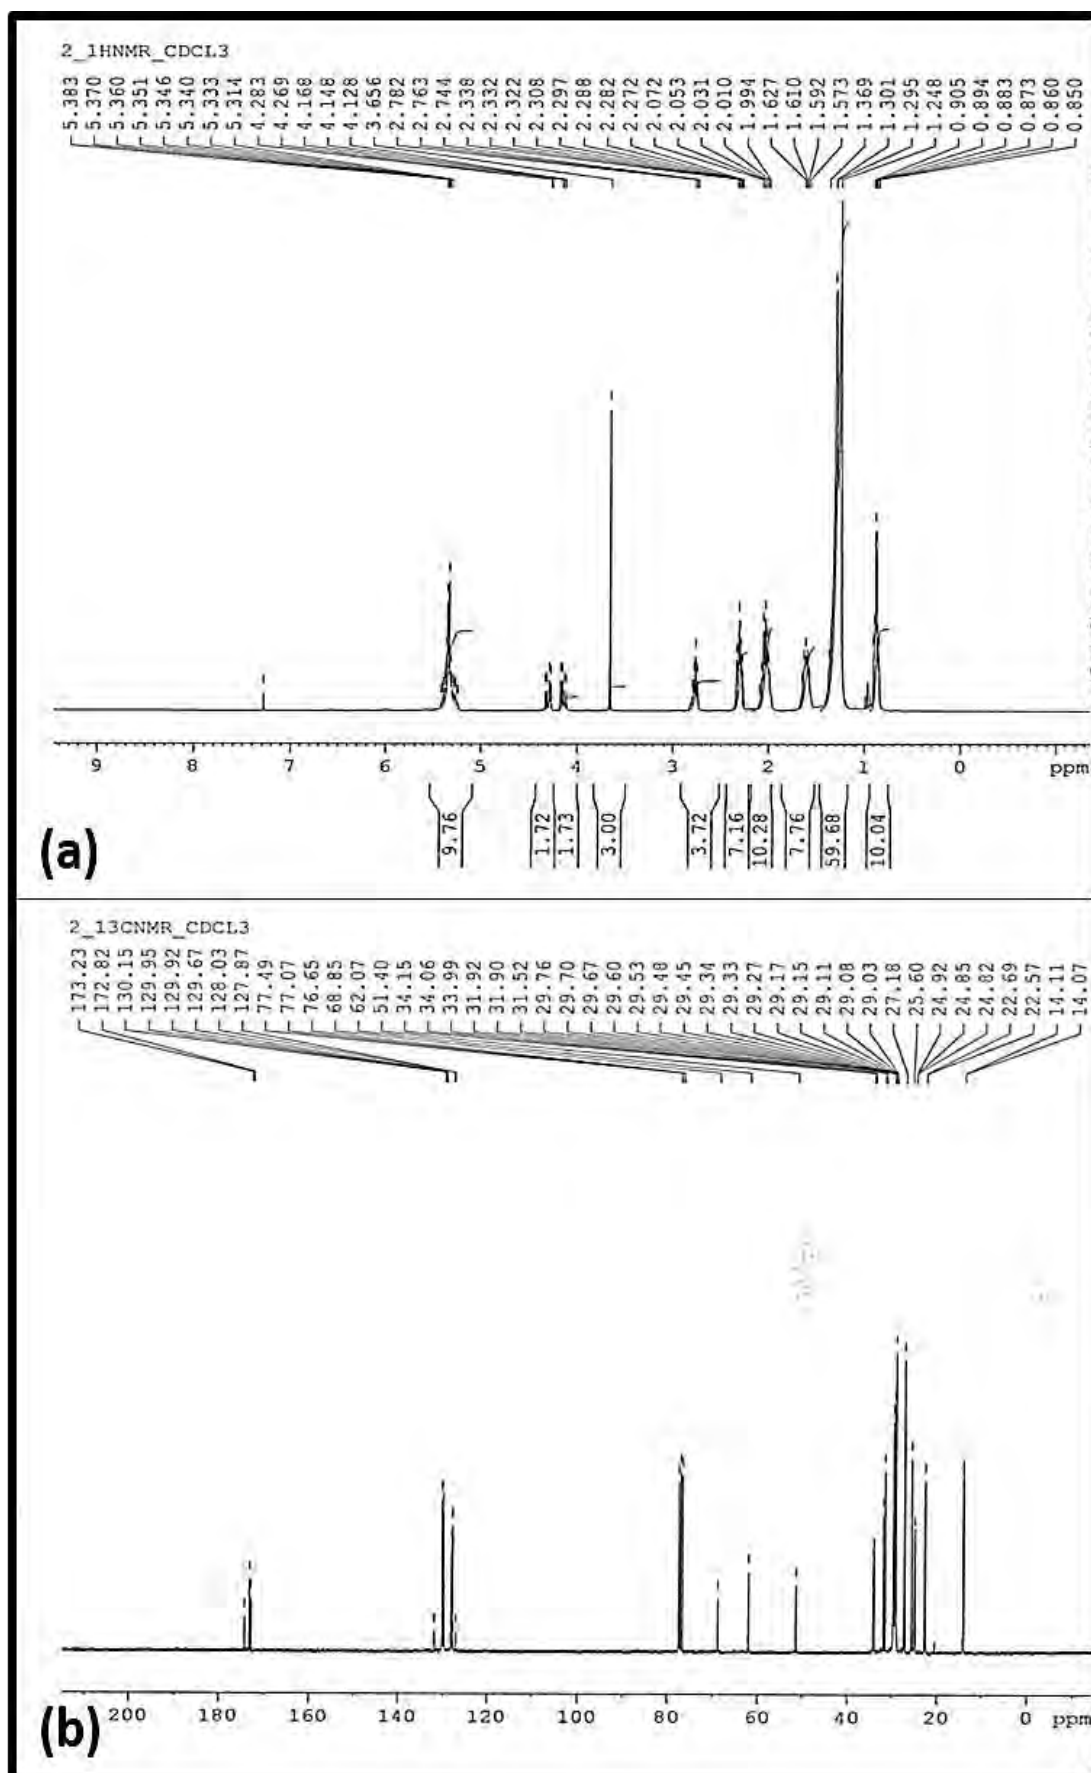 2_1HNMR_CDCL3
5.383 5.370 5.360 5.351 5.346 5.340 5.333 5.314 4.283 4.269 4.168 4.148 4.128 3.656 2.782 2.763 2.744 2.338 2.332 2.322 2.308 2.297 2.288 2.282 2.272 2.072 2.053 2.031 2.010 1.994 1.627 1.610 1.592 1.573 1.369 1.301 1.295 1.248 0.905 0.894 0.883 0.873 0.860 0.850
9 8 7 6 5 4 3 2 1 0 ppm
9.76 1.72 1.73 3.00 3.72 7.16 10.28 7.76 59.68 10.04
(a)
2_13CNMR_CDCL3
173.23 172.82 130.15 129.95 129.92 129.67 128.03 127.87 77.49 77.07 76.65 68.85 62.07 51.40 34.15 34.06 33.99 31.92 31.90 31.52 29.76 29.70 29.67 29.60 29.53 29.48 29.45 29.34 29.33 29.27 29.17 29.15 29.11 29.08 29.03 27.18 25.60 24.92 24.85 24.82 22.69 22.57 14.11 14.07
200 180 160 140 120 100 80 60 40 20 0 ppm
(b)